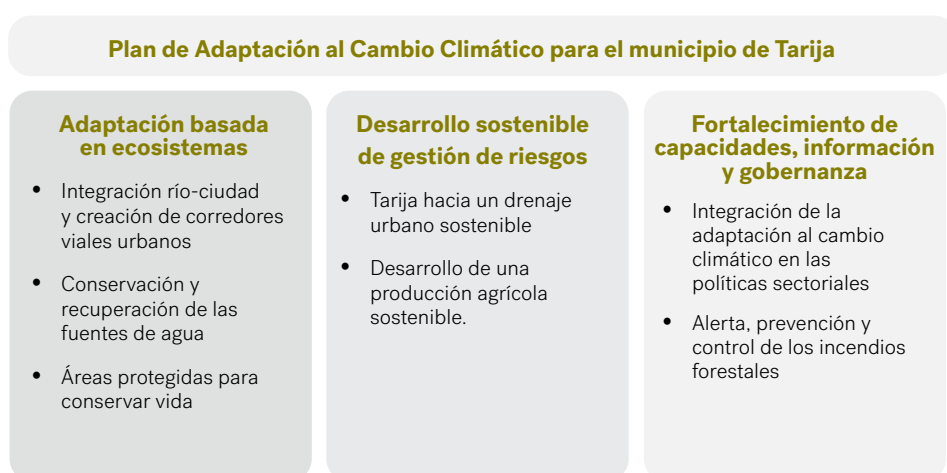 Plan de Adaptación al Cambio Climático para el municipio de Tarija
Adaptación basada
en ecosistemas
• Integración río-ciudad
y creación de corredores
viales urbanos
• Conservación y
recuperación de las
fuentes de agua
• Áreas protegidas para
conservar vida
Desarrollo sostenible
de gestión de riesgos
• Tarija hacia un drenaje
urbano sostenible
• Desarrollo de una
producción agrícola
sostenible.
Fortalecimiento de
capacidades, información
y gobernanza
• Integración de la
adaptación al cambio
climático en las
políticas sectoriales
• Alerta, prevención y
control de los incendios
forestales